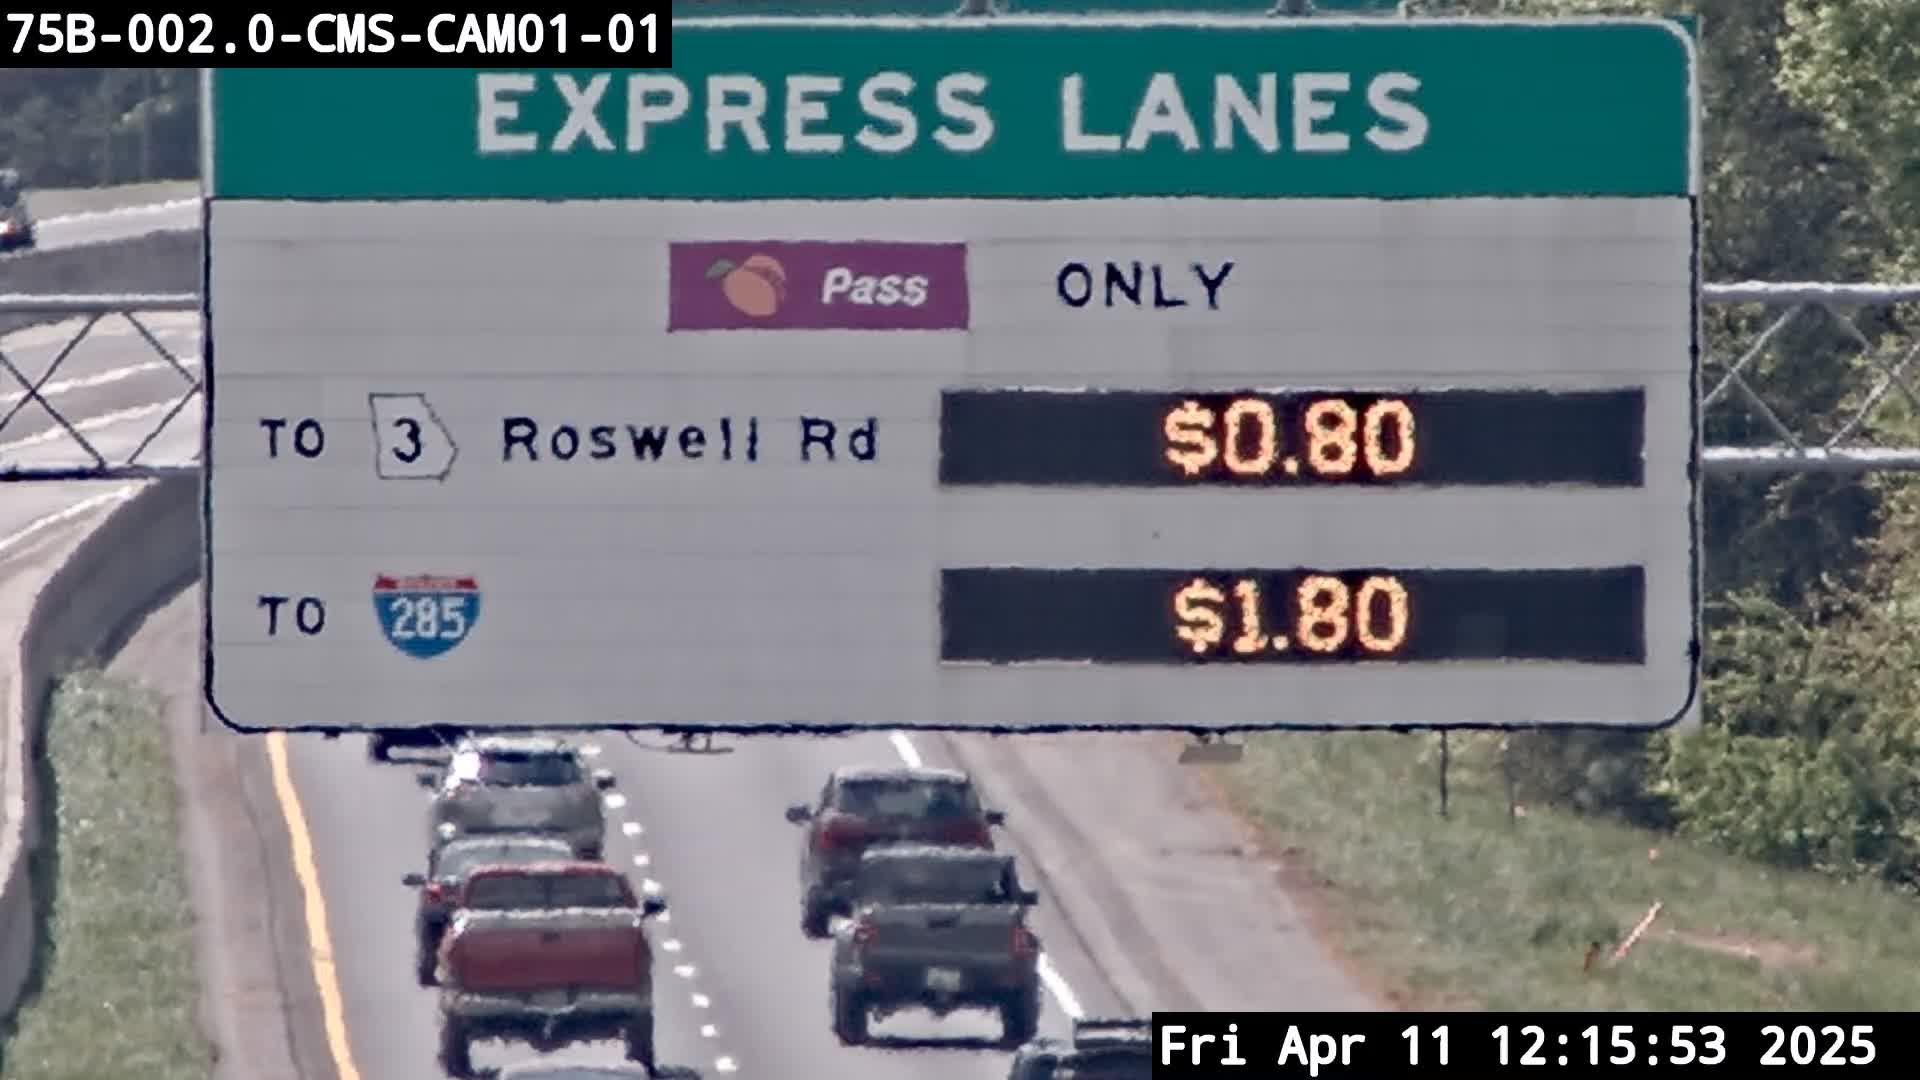 75B-002.0-CMS-CAM01-01
EXPRESS LANES
Pass ONLY
TO 3 Roswell Rd $0.80
TO 285 $1.80
Fri Apr 11 12:15:53 2025